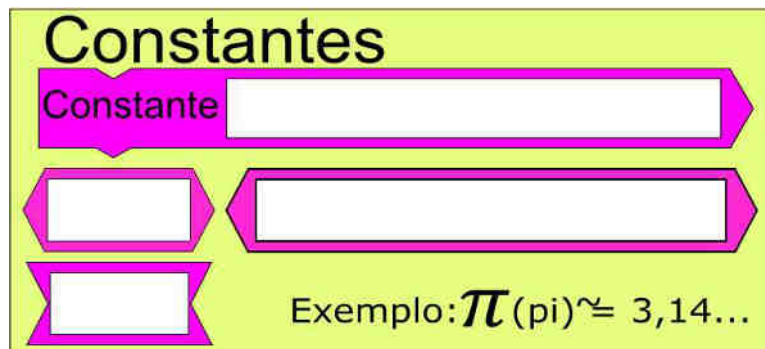 Constantes
Constante
Exemplo: π (pi) ≅ 3,14...